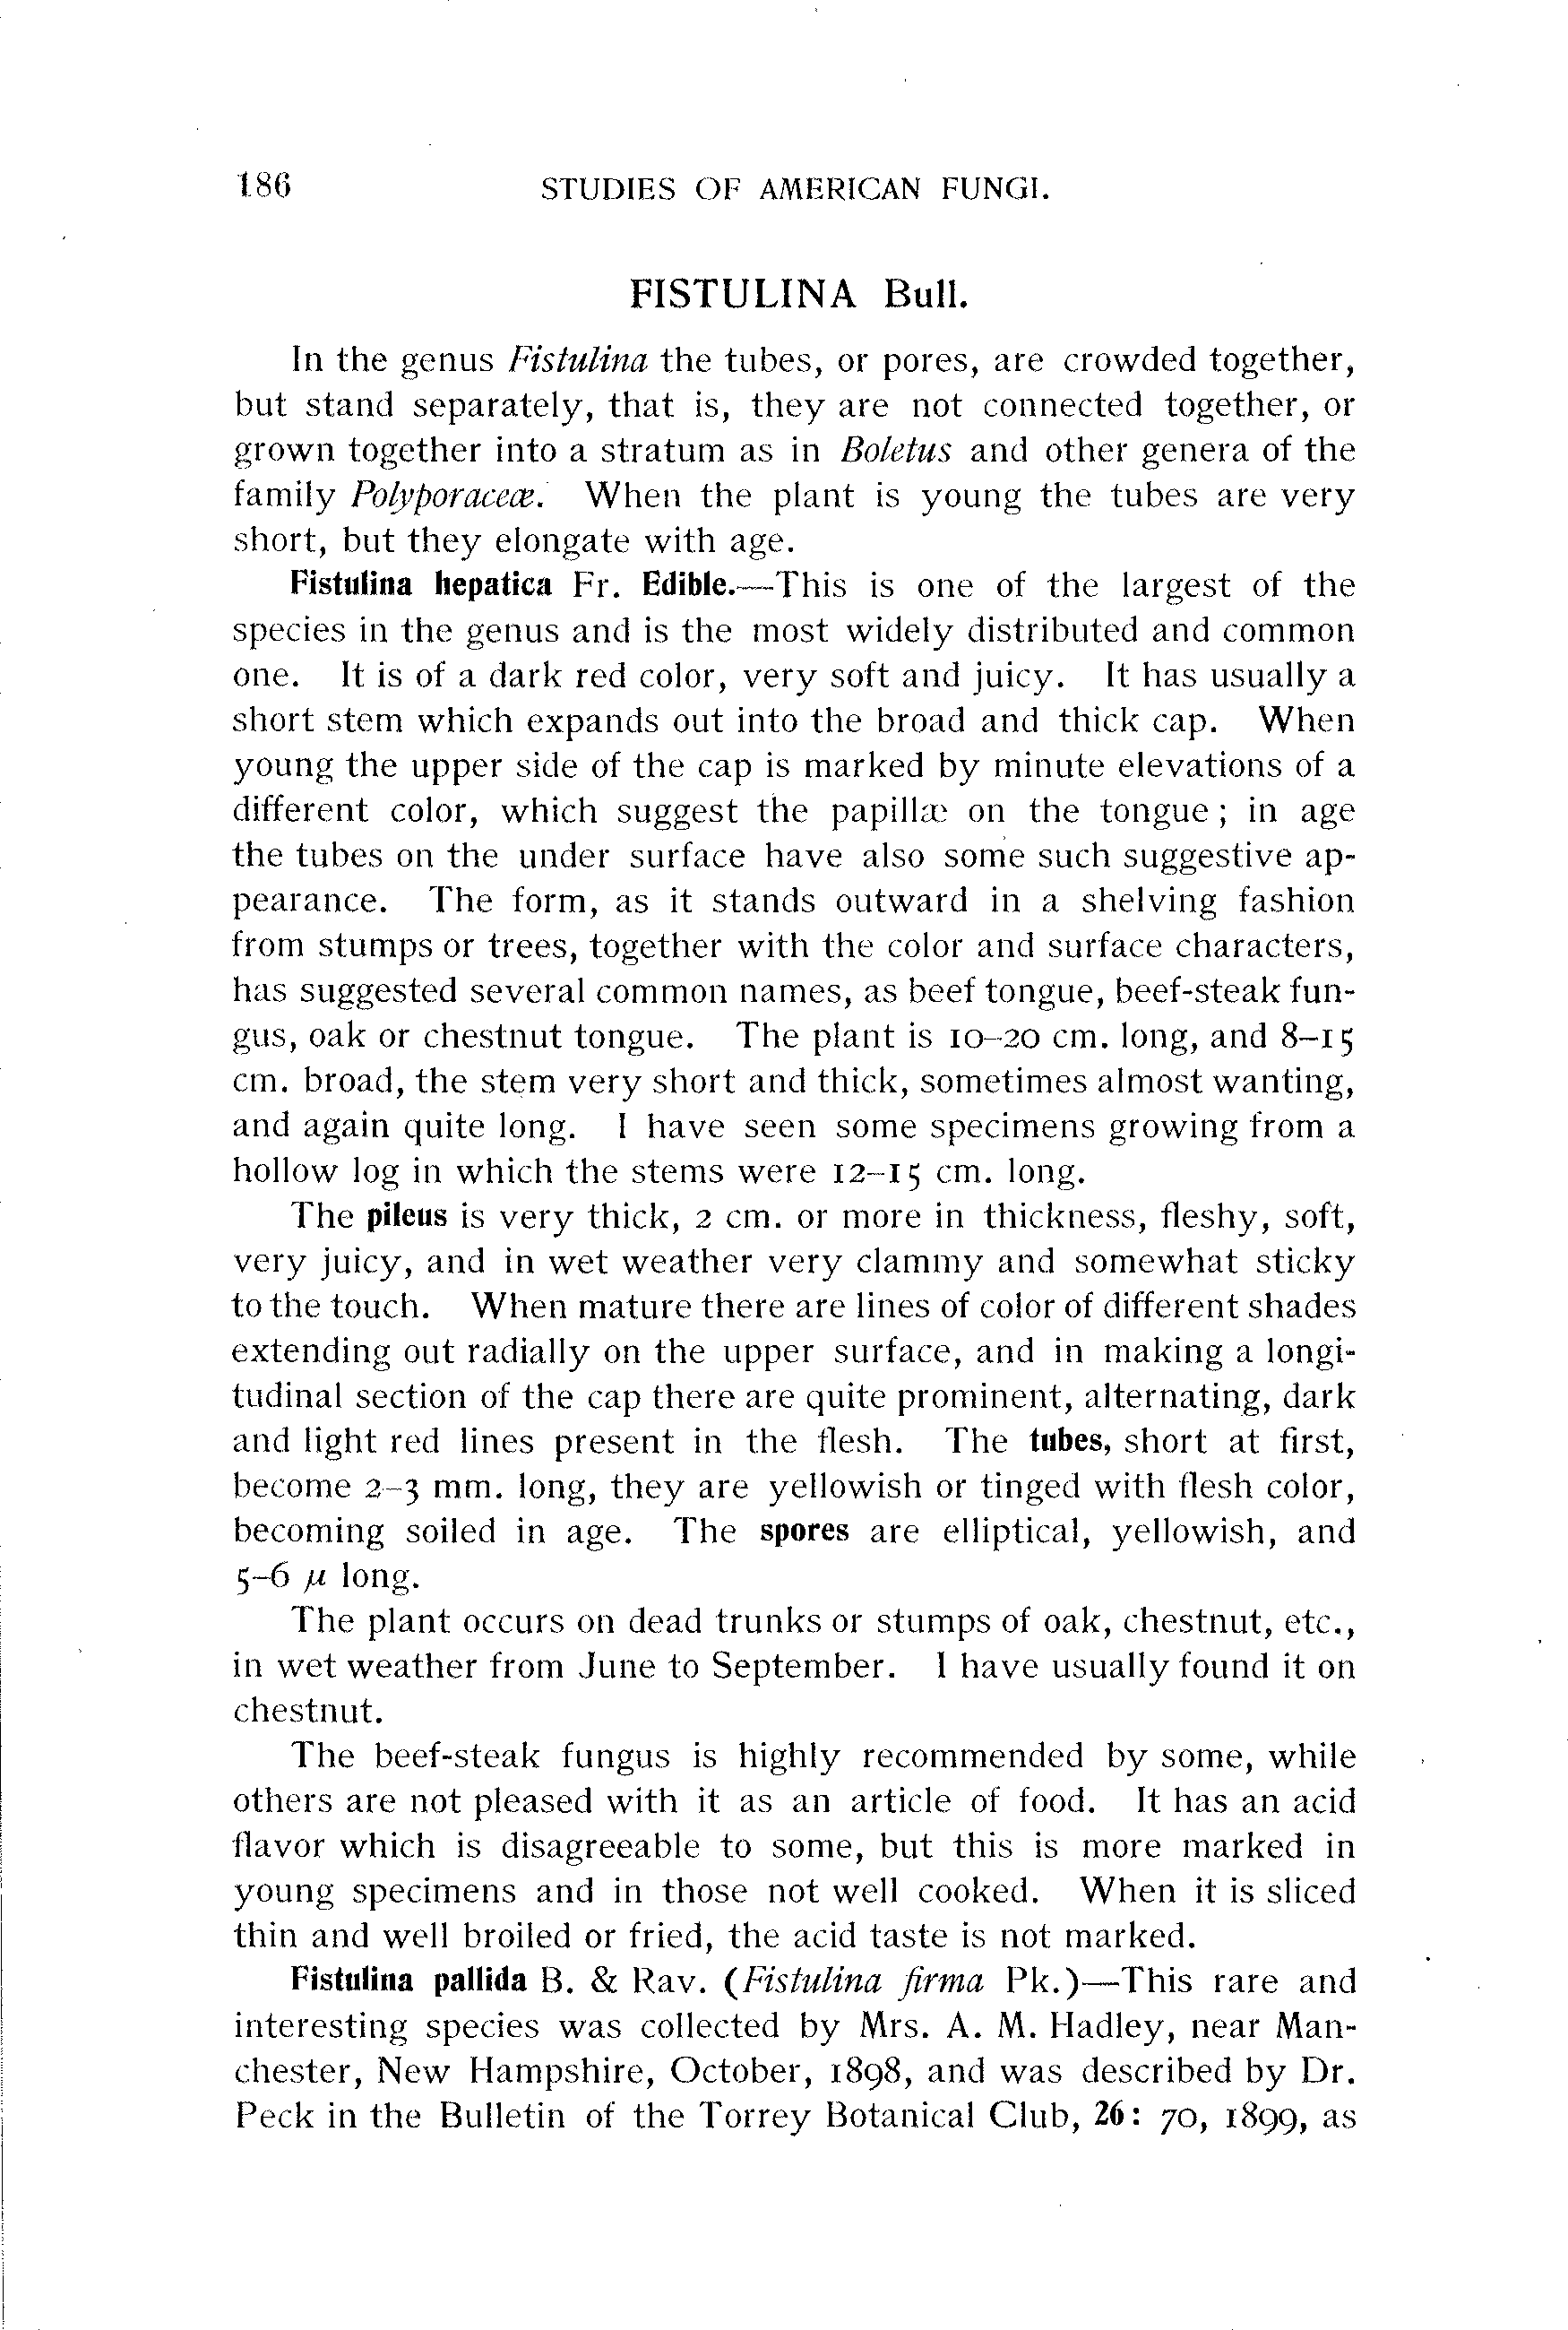 186 STUDIES OF AMERICAN FUNGI.
FISTULINA Bull.
In the genus Fistulina the tubes, or pores, are crowded together,
but stand separately, that is, they are not connected together, or
grown together into a stratum as in Boletus and other genera of the
family Polyporaceæ. When the plant is young the tubes are very
short, but they elongate with age.
Fistulina hepatica Fr. Edible.—This is one of the largest of the
species in the genus and is the most widely distributed and common
one. It is of a dark red color, very soft and juicy. It has usually a
short stem which expands out into the broad and thick cap. When
young the upper side of the cap is marked by minute elevations of a
different color, which suggest the papillæ on the tongue; in age
the tubes on the under surface have also some such suggestive ap-
pearance. The form, as it stands outward in a shelving fashion
from stumps or trees, together with the color and surface characters,
has suggested several common names, as beef tongue, beef-steak fun-
gus, oak or chestnut tongue. The plant is 10–20 cm. long, and 8–15
cm. broad, the stem very short and thick, sometimes almost wanting,
and again quite long. I have seen some specimens growing from a
hollow log in which the stems were 12–15 cm. long.
The pileus is very thick, 2 cm. or more in thickness, fleshy, soft,
very juicy, and in wet weather very clammy and somewhat sticky
to the touch. When mature there are lines of color of different shades
extending out radially on the upper surface, and in making a longi-
tudinal section of the cap there are quite prominent, alternating, dark
and light red lines present in the flesh. The tubes, short at first,
become 2–3 mm. long, they are yellowish or tinged with flesh color,
becoming soiled in age. The spores are elliptical, yellowish, and
5–6 μ long.
The plant occurs on dead trunks or stumps of oak, chestnut, etc.,
in wet weather from June to September. I have usually found it on
chestnut.
The beef-steak fungus is highly recommended by some, while
others are not pleased with it as an article of food. It has an acid
flavor which is disagreeable to some, but this is more marked in
young specimens and in those not well cooked. When it is sliced
thin and well broiled or fried, the acid taste is not marked.
Fistulina pallida B. & Rav. (Fistulina firma Pk.)—This rare and
interesting species was collected by Mrs. A. M. Hadley, near Man-
chester, New Hampshire, October, 1898, and was described by Dr.
Peck in the Bulletin of the Torrey Botanical Club, 26: 70, 1899, as